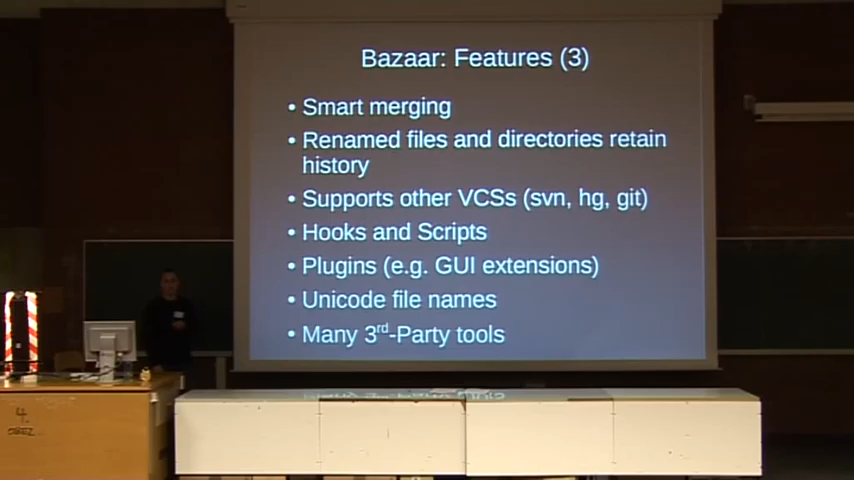 Bazaar: Features (3)
• Smart merging
• Renamed files and directories retain
history
• Supports other VCSs (svn, hg, git)
• Hooks and Scripts
• Plugins (e.g. GUI extensions)
• Unicode file names
• Many 3rd-Party tools
4.